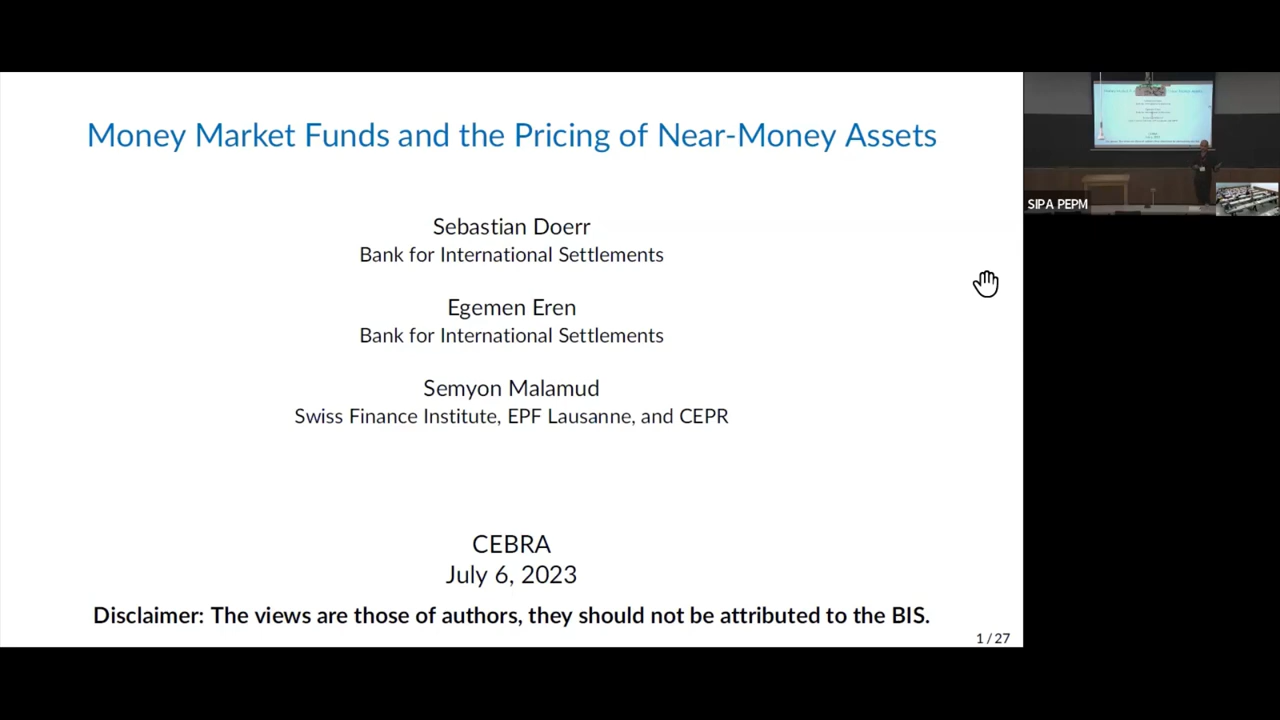 Money Market Funds and the Pricing of Near-Money Assets
Sebastian Doerr
Bank for International Settlements
Egemen Eren
Bank for International Settlements
Semyon Malamud
Swiss Finance Institute, EPF Lausanne, and CEPR
CEBRA
July 6, 2023
Disclaimer: The views are those of authors, they should not be attributed to the BIS.
1 / 27
SIPA PEPM